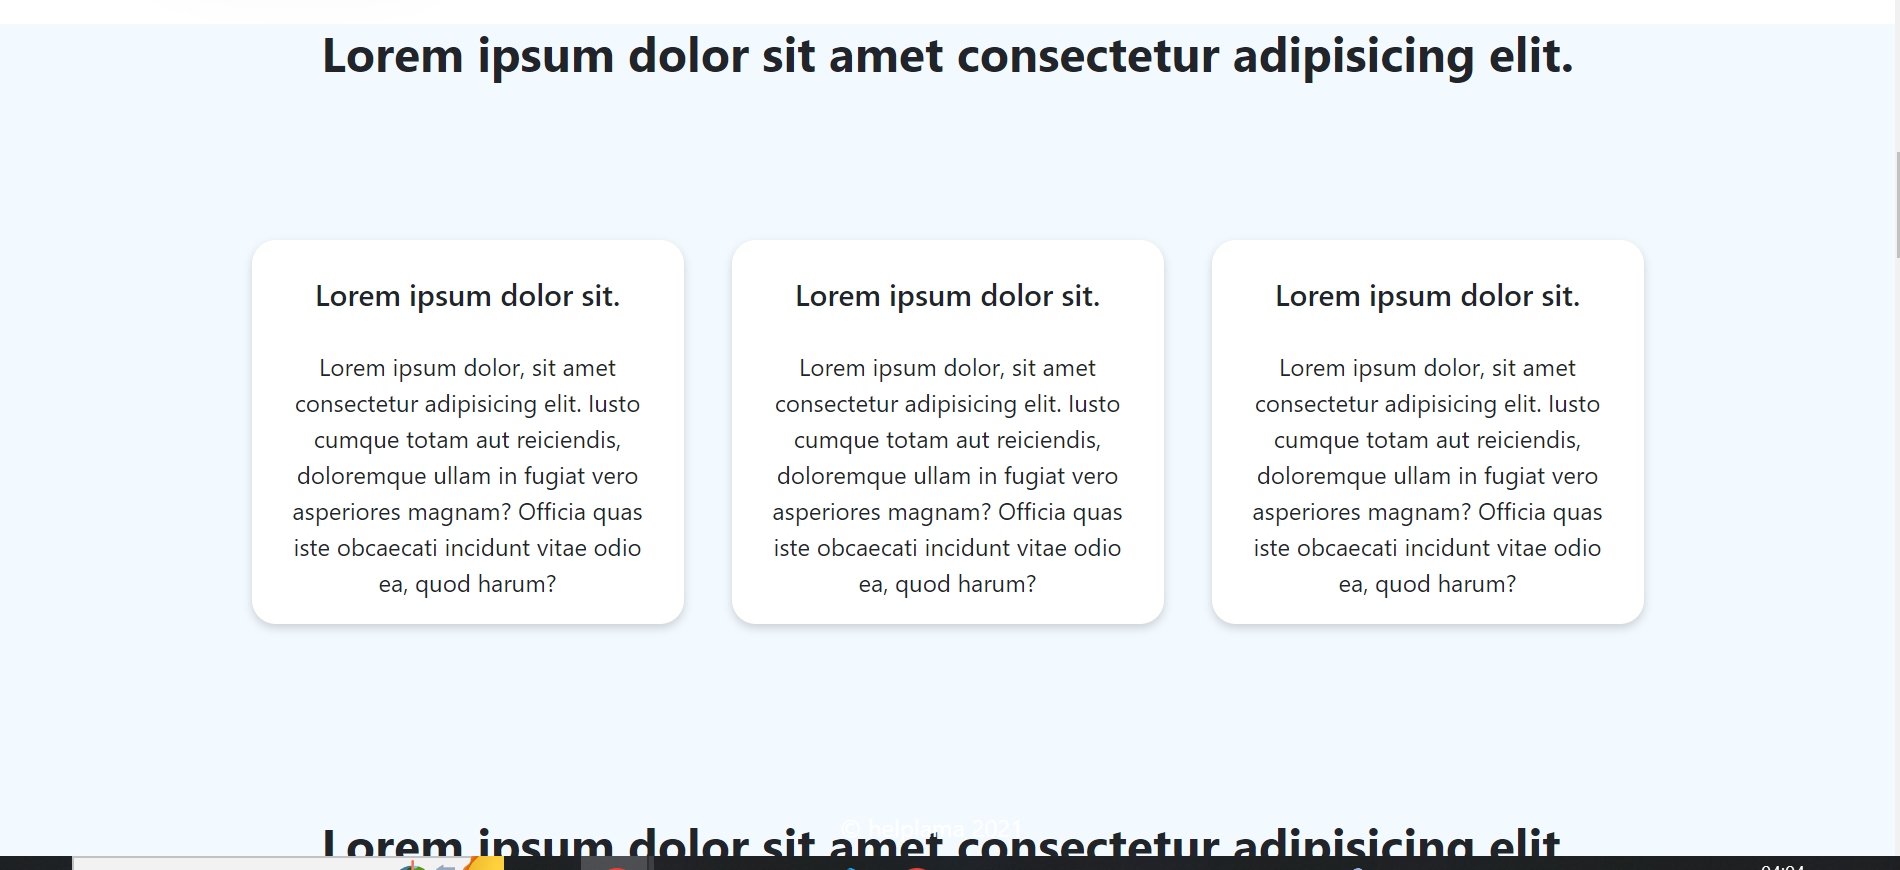 Lorem ipsum dolor sit amet consectetur adipisicing elit.
Lorem ipsum dolor sit.
Lorem ipsum dolor, sit amet
consectetur adipisicing elit. Iusto
cumque totam aut reiciendis,
doloremque ullam in fugiat vero
asperiores magnam? Officia quas
iste obcaecati incidunt vitae odio
ea, quod harum?
Lorem ipsum dolor sit.
Lorem ipsum dolor, sit amet
consectetur adipisicing elit. Iusto
cumque totam aut reiciendis,
doloremque ullam in fugiat vero
asperiores magnam? Officia quas
iste obcaecati incidunt vitae odio
ea, quod harum?
Lorem ipsum dolor sit.
Lorem ipsum dolor, sit amet
consectetur adipisicing elit. Iusto
cumque totam aut reiciendis,
doloremque ullam in fugiat vero
asperiores magnam? Officia quas
iste obcaecati incidunt vitae odio
ea, quod harum?
© helplama 2021
Lorem ipsum dolor sit amet consectetur adipisicing elit